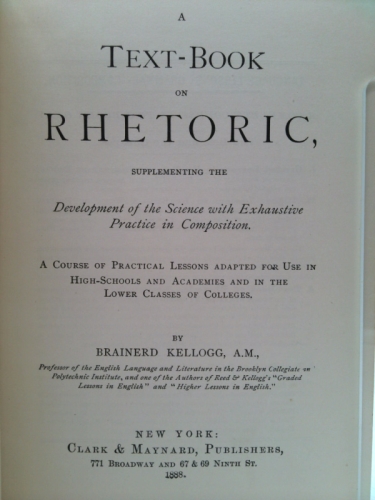 A
TEXT-BOOK
ON
RHETORIC,
SUPPLEMENTING THE
Development of the Science with Exhaustive
Practice in Composition.
A COURSE OF PRACTICAL LESSONS ADAPTED FOR USE IN
HIGH-SCHOOLS AND ACADEMIES AND IN THE
LOWER CLASSES OF COLLEGES.
BY
BRAINERD KELLOGG, A.M.,
Professor of the English Language and Literature in the Brooklyn Collegiate
Polytechnic Institute, and one of the Authors of Reed & Kellogg's "Graded
Lessons in English" and "Higher Lessons in English."
NEW YORK:
CLARK & MAYNARD, PUBLISHERS,
771 BROADWAY AND 67 & 69 NINTH ST.
1888.